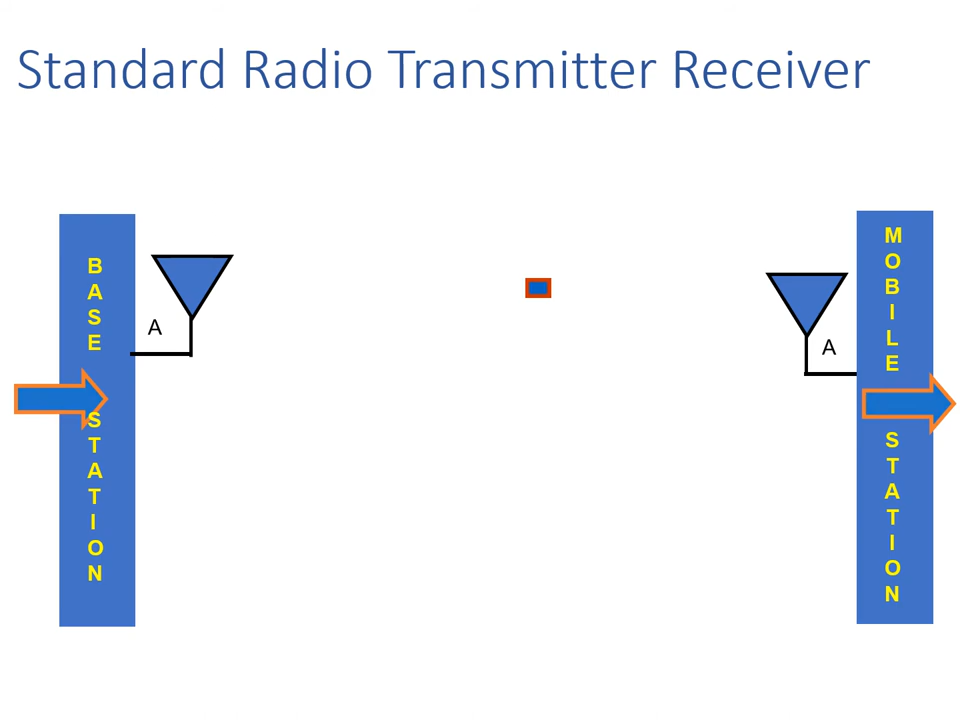 Standard Radio Transmitter Receiver
BASE STATION
A
A
MOBILE STATION